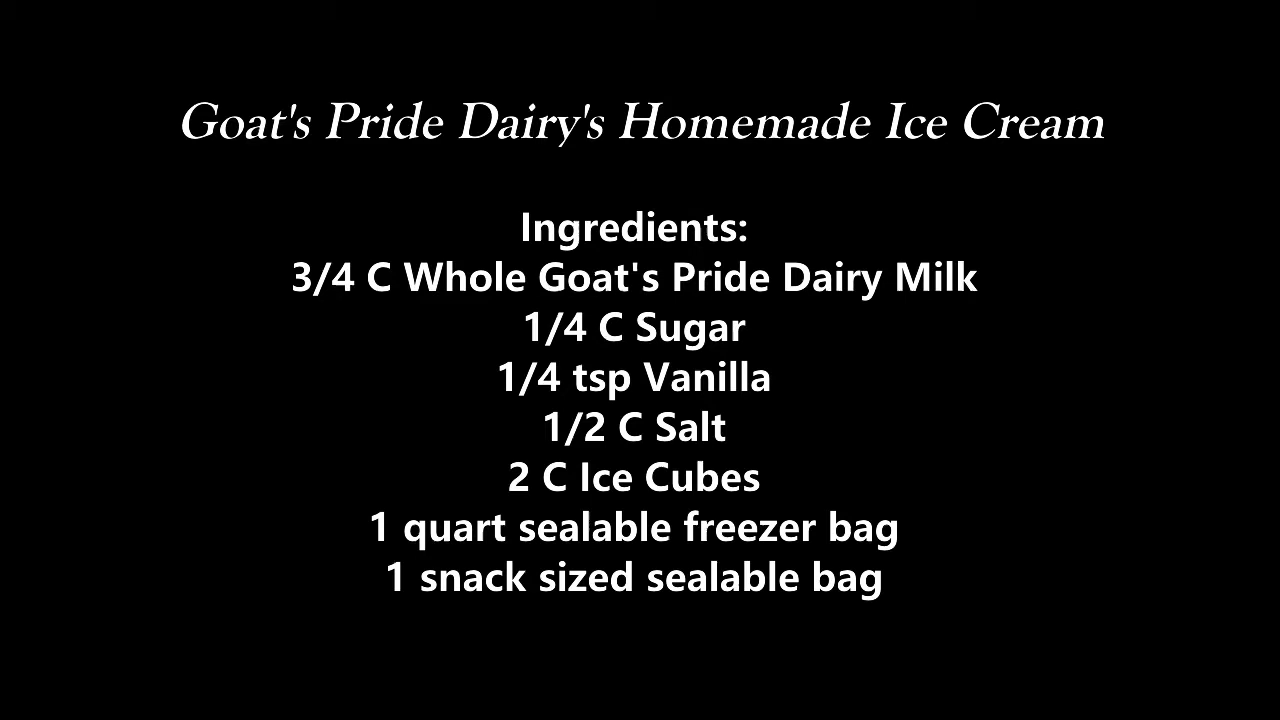 Goat's Pride Dairy's Homemade Ice Cream
Ingredients:
3/4 C Whole Goat's Pride Dairy Milk
1/4 C Sugar
1/4 tsp Vanilla
1/2 C Salt
2 C Ice Cubes
1 quart sealable freezer bag
1 snack sized sealable bag